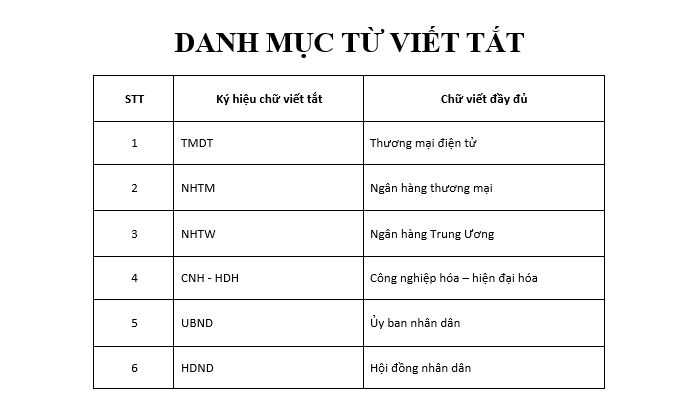 DANH MỤC TỪ VIẾT TẮT
STT Ký hiệu chữ viết tắt Chữ viết đầy đủ
1 TMDT Thương mại điện tử
2 NHTM Ngân hàng thương mại
3 NHTW Ngân hàng Trung Ương
4 CNH - HDH Công nghiệp hóa – hiện đại hóa
5 UBND Ủy ban nhân dân
6 HDND Hội đồng nhân dân